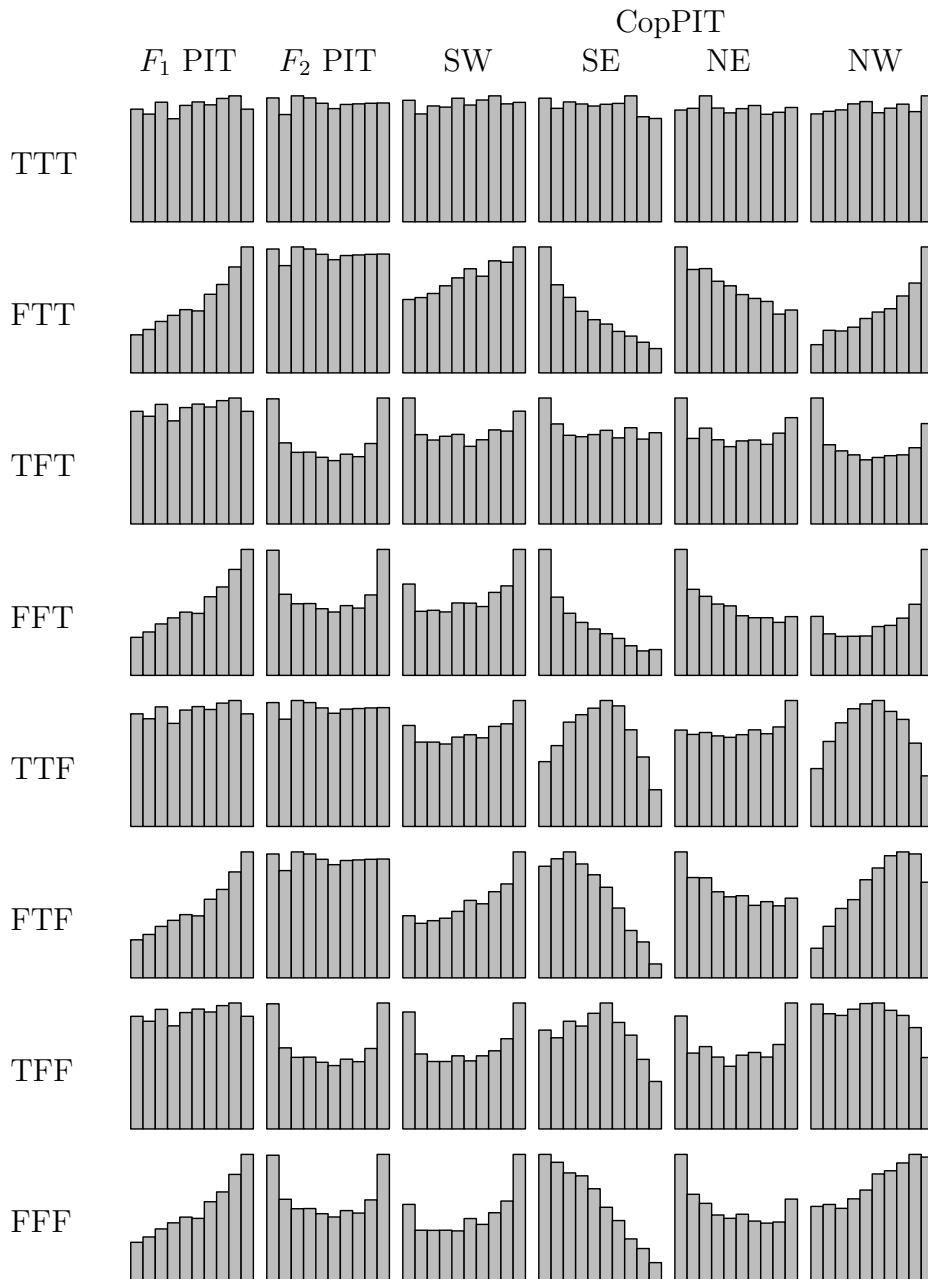 CopPIT
F₁ PIT F₂ PIT SW SE NE NW
TTT
FTT
TFT
FFT
TTF
FTF
TFF
FFF